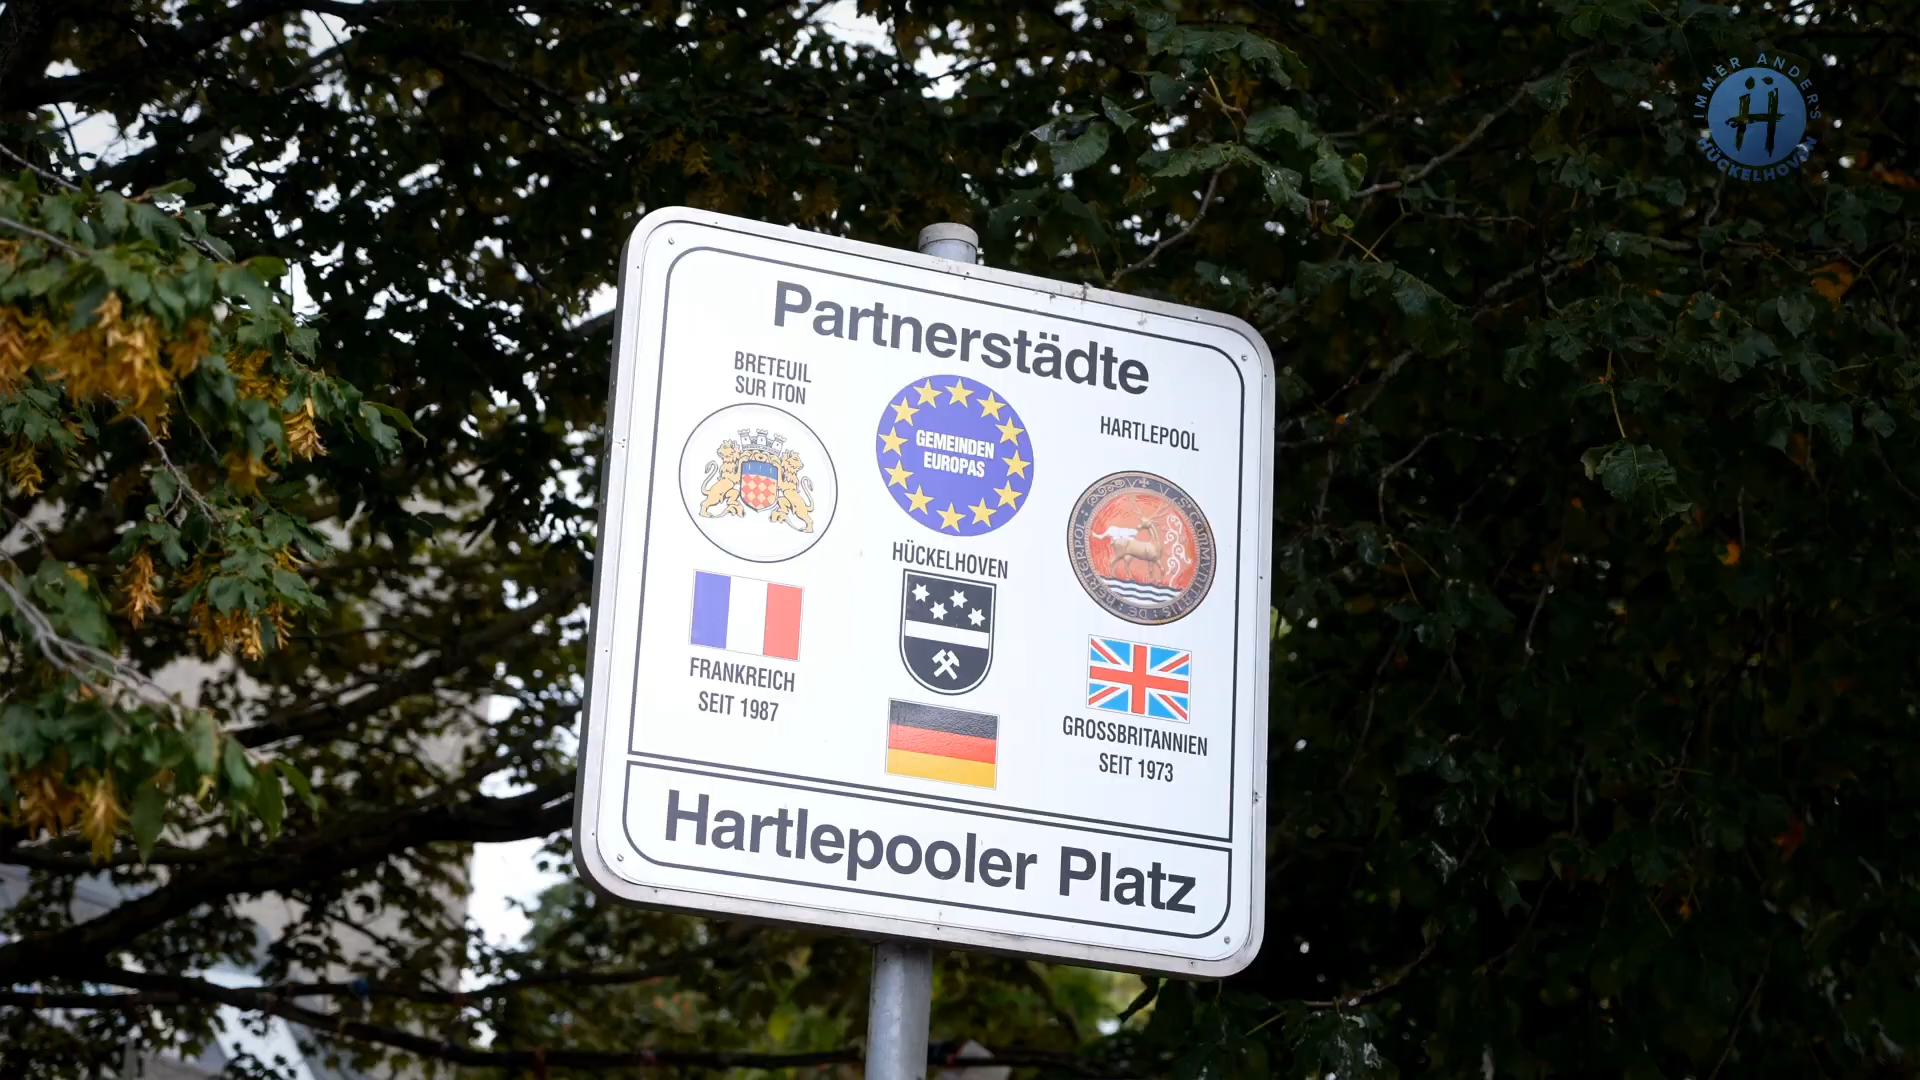 IMMER ANDERS
HÜCKELHOVEN
Partnerstädte
BRETEUIL
SUR ITON
GEMEINDEN
EUROPAS
HARTLEPOOL
HÜCKELHOVEN
FRANKREICH
SEIT 1987
GROSSBRITANNIEN
SEIT 1973
Hartlepooler Platz